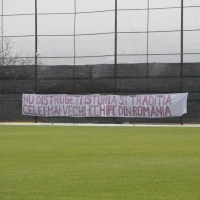 NU DISTRUGETI ISTORIA SI TRADITIA
CELEI MAI VECHI ECHIPE DIN ROMANIA